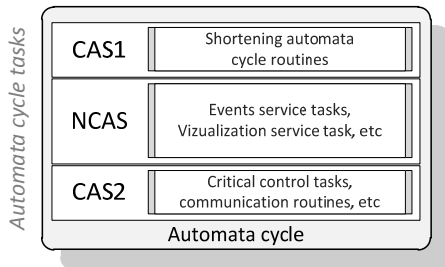 Automata cycle tasks
CAS1
Shortening automata
cycle routines
NCAS
Events service tasks,
Vizualization service task, etc
CAS2
Critical control tasks,
communication routines, etc
Automata cycle